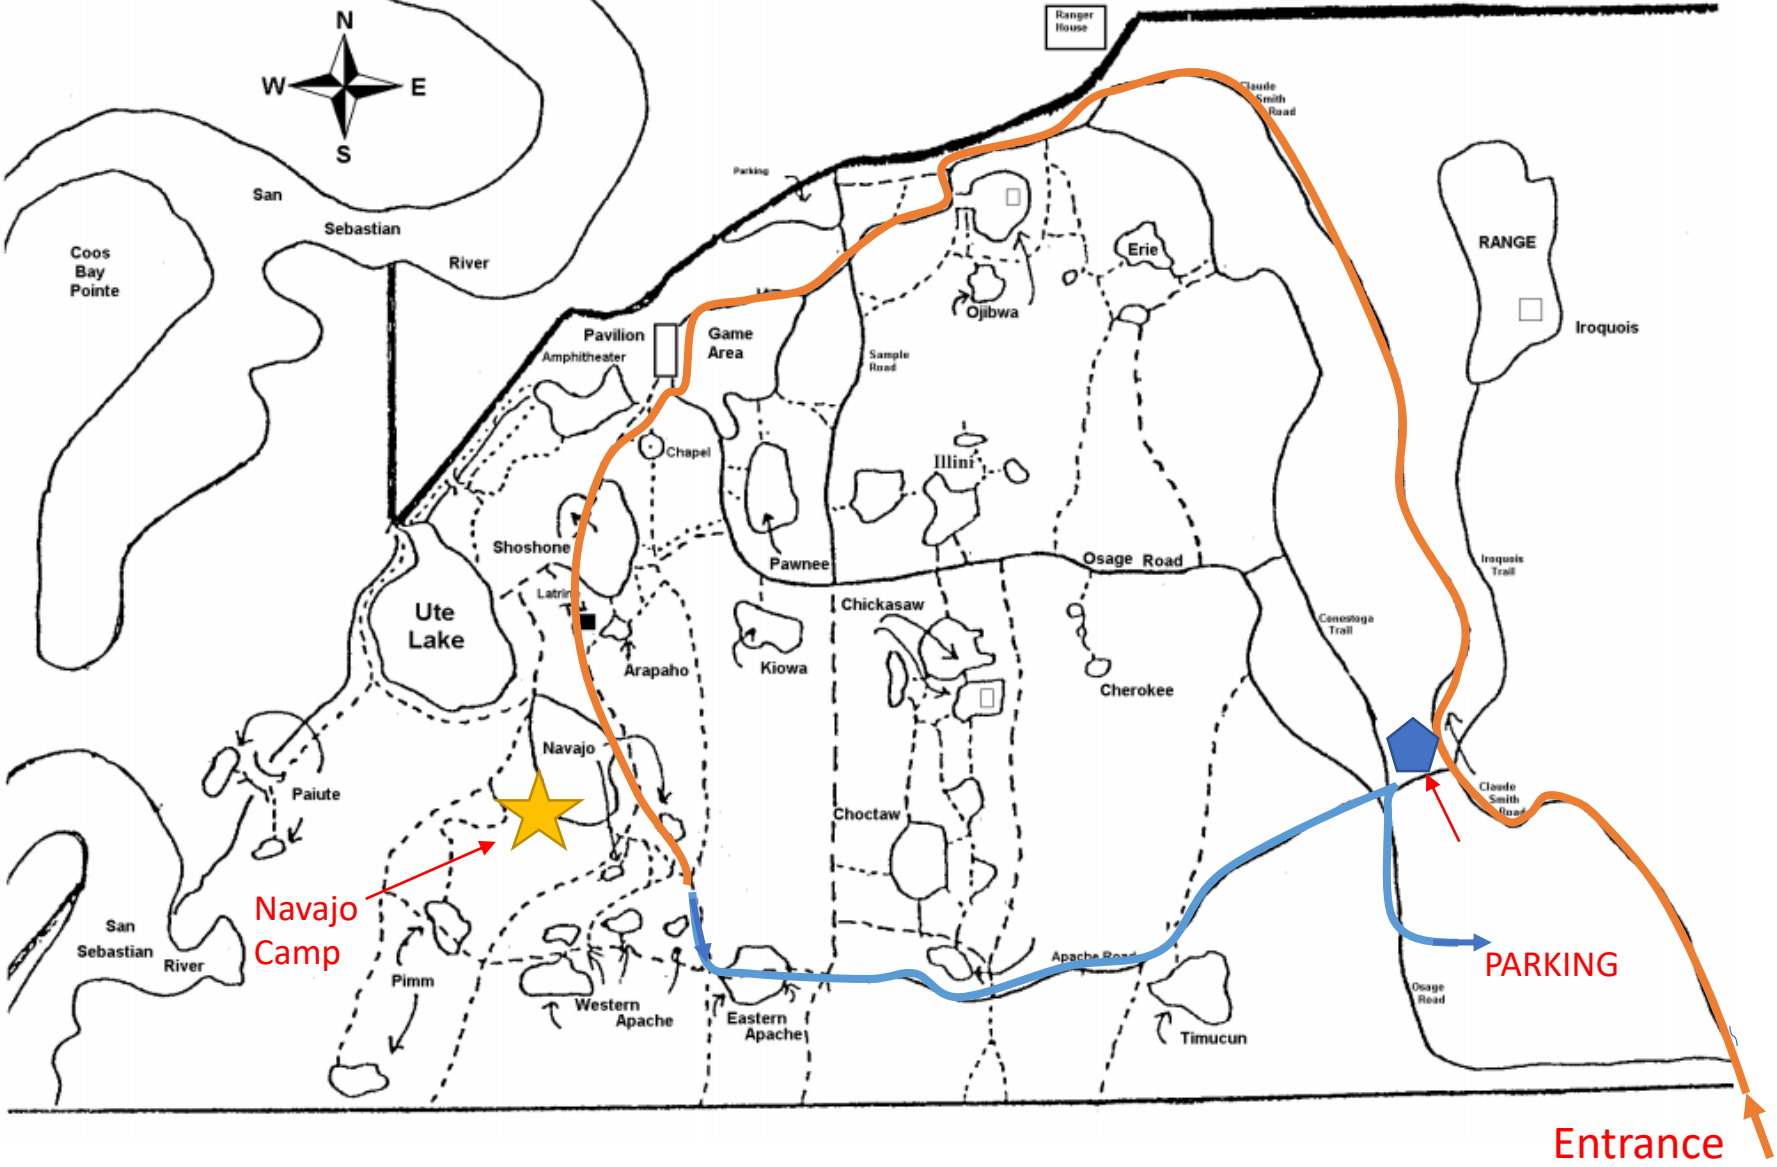 Ranger
House
N
W
E
S
Claude
Smith
Road
Parking
San
Sebastian
River
Coos
Bay
Pointe
RANGE
Erie
Ojibwa
Iroquois
Pavilion
Game
Area
Amphitheater
Sample
Road
Chapel
Illini
Shoshone
Pawnee
Osage Road
Iroquois
Trail
Latrin
Ute
Lake
Chickasaw
Conestoga
Trail
Arapaho
Kiowa
Cherokee
Navajo
Paiute
Choctaw
Claude
Smith
Road
Navajo
Camp
San
Sebastian
River
Apache Road
PARKING
Pimm
Osage
Road
Western
Apache
Eastern
Apache
Timucun
Entrance